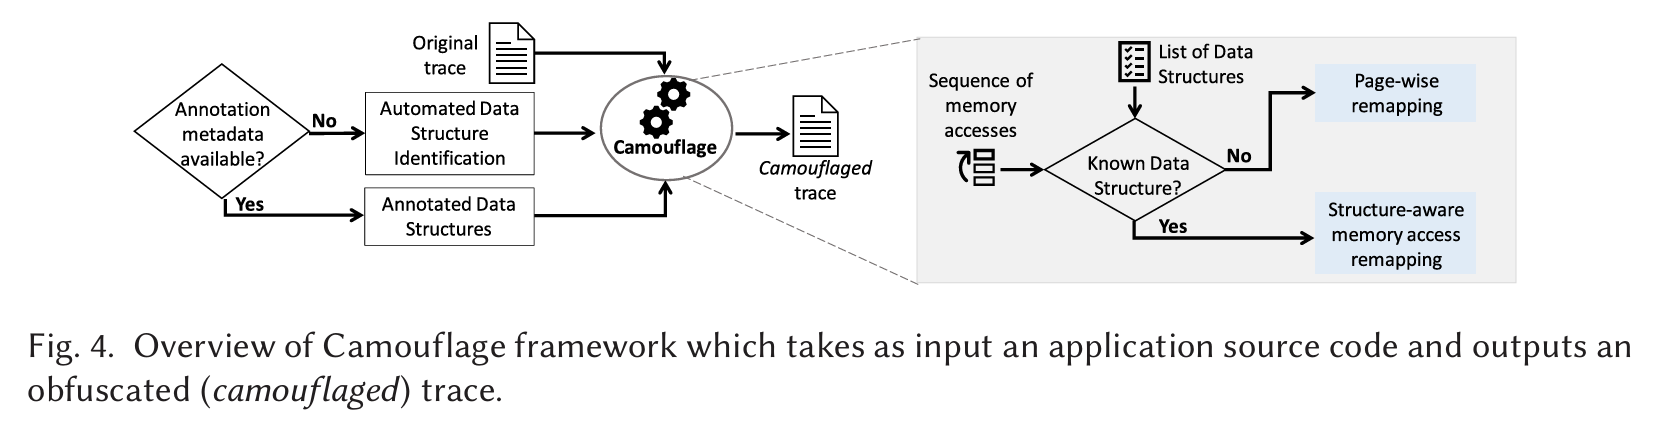 Original
trace
Annotation
metadata
available?
No
Yes
Automated Data
Structure
Identification
Annotated Data
Structures
Camouflage
Camouflaged
trace
Sequence of
memory
accesses
List of Data
Structures
Known Data
Structure?
No
Yes
Page-wise
remapping
Structure-aware
memory access
remapping
Fig. 4. Overview of Camouflage framework which takes as input an application source code and outputs an
obfuscated (camouflaged) trace.